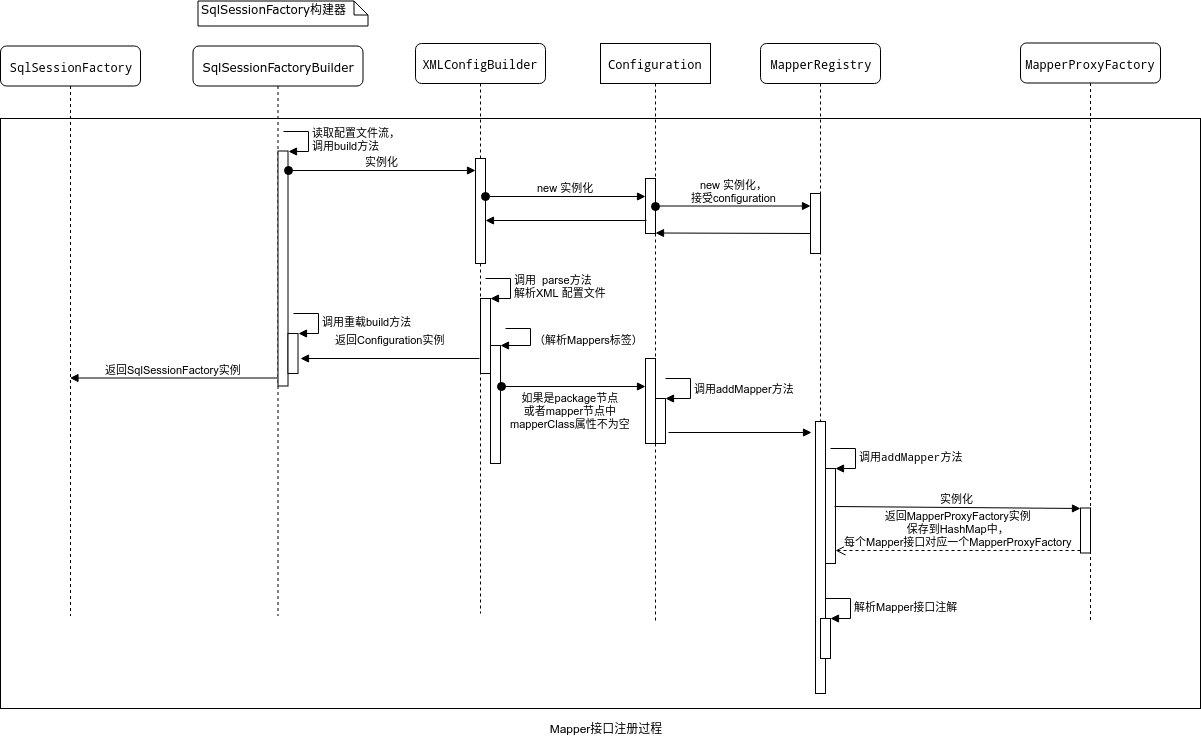 SqlSessionFactory构建器
SqlSessionFactory
SqlSessionFactoryBuilder
XMLConfigBuilder
Configuration
MapperRegistry
MapperProxyFactory
读取配置文件流，
调用build方法
实例化
new 实例化
new 实例化，
接受configuration
调用 parse方法
解析XML 配置文件
调用重载build方法
返回Configuration实例
（解析Mappers标签）
返回SqlSessionFactory实例
如果是package节点
或者mapper节点中
mapperClass属性不为空
调用addMapper方法
调用addMapper方法
实例化
返回MapperProxyFactory实例
保存到HashMap中，
每个Mapper接口对应一个MapperProxyFactory
解析Mapper接口注解
Mapper接口注册过程